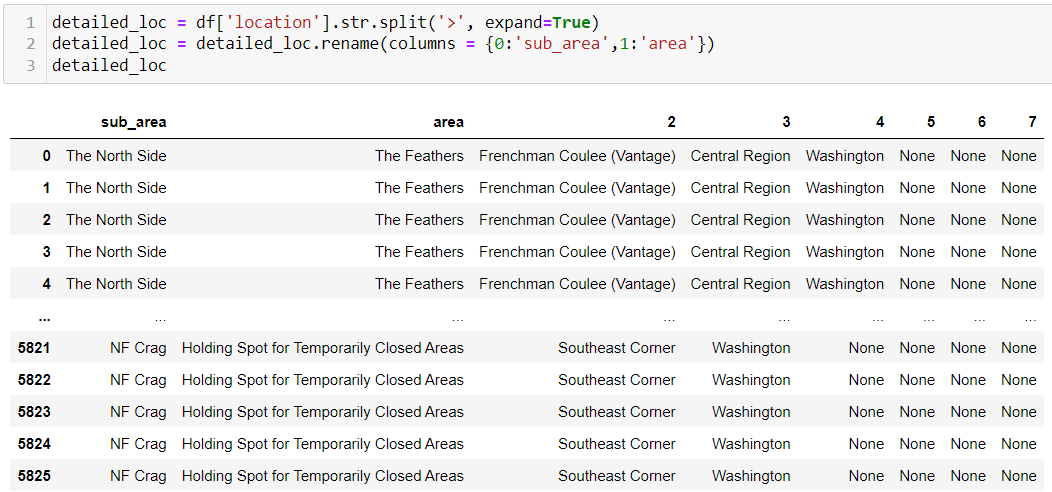 1 detailed_loc = df['location'].str.split('>', expand=True)
2 detailed_loc = detailed_loc.rename(columns = {0:'sub_area',1:'area'})
3 detailed_loc
sub_area area 2 3 4 5 6 7
0 The North Side The Feathers Frenchman Coulee (Vantage) Central Region Washington None None None
1 The North Side The Feathers Frenchman Coulee (Vantage) Central Region Washington None None None
2 The North Side The Feathers Frenchman Coulee (Vantage) Central Region Washington None None None
3 The North Side The Feathers Frenchman Coulee (Vantage) Central Region Washington None None None
4 The North Side The Feathers Frenchman Coulee (Vantage) Central Region Washington None None None
... ... ... ... ... ... ... ... ...
5821 NF Crag Holding Spot for Temporarily Closed Areas Southeast Corner Washington None None None None
5822 NF Crag Holding Spot for Temporarily Closed Areas Southeast Corner Washington None None None None
5823 NF Crag Holding Spot for Temporarily Closed Areas Southeast Corner Washington None None None None
5824 NF Crag Holding Spot for Temporarily Closed Areas Southeast Corner Washington None None None None
5825 NF Crag Holding Spot for Temporarily Closed Areas Southeast Corner Washington None None None None